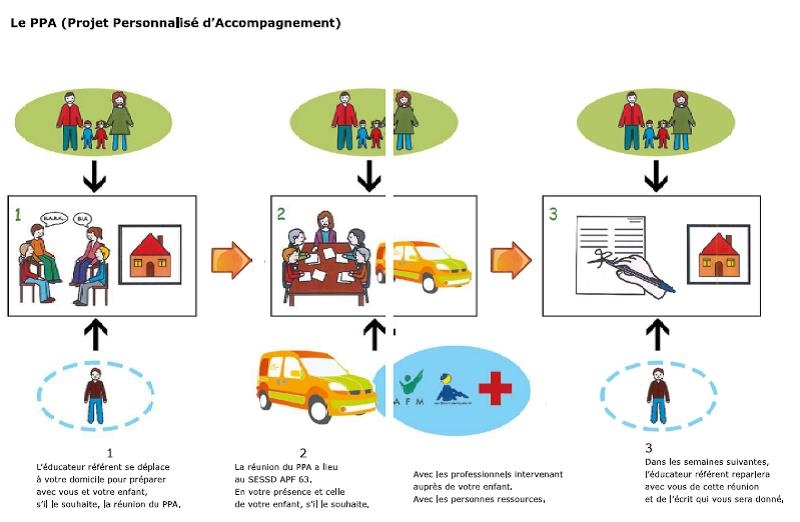 Le PPA (Projet Personnalisé d'Accompagnement)
1
BLA.BLA.
BLA
2
3
A F M
1
L'éducateur référent se déplace
à votre domicile pour préparer
avec vous et votre enfant,
s'il le souhaite, la réunion du PPA.
2
La réunion du PPA a lieu
au SESSD APF 63.
En votre présence et celle
de votre enfant, s'il le souhaite.
Avec les professionnels intervenant
auprès de votre enfant.
Avec les personnes ressources.
3
Dans les semaines suivantes,
l'éducateur référent reparlera
avec vous de cette réunion
et de l'écrit qui vous sera donné.